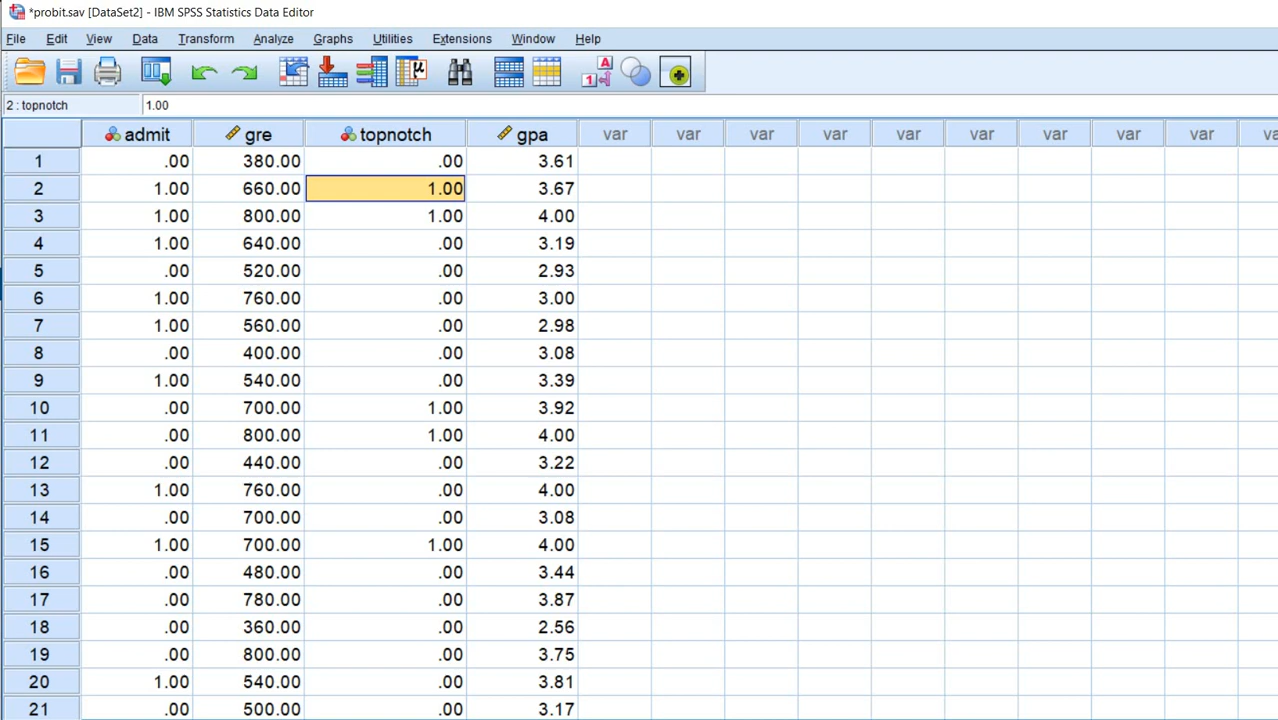 *probit.sav [DataSet2] - IBM SPSS Statistics Data Editor
File Edit View Data Transform Analyze Graphs Utilities Extensions Window Help
2 : topnotch 1.00
admit gre topnotch gpa var var var var var var var var var
1 .00 380.00 .00 3.61
2 1.00 660.00 1.00 3.67
3 1.00 800.00 1.00 4.00
4 1.00 640.00 .00 3.19
5 .00 520.00 .00 2.93
6 1.00 760.00 .00 3.00
7 1.00 560.00 .00 2.98
8 .00 400.00 .00 3.08
9 1.00 540.00 .00 3.39
10 .00 700.00 1.00 3.92
11 .00 800.00 1.00 4.00
12 .00 440.00 .00 3.22
13 1.00 760.00 .00 4.00
14 .00 700.00 .00 3.08
15 1.00 700.00 1.00 4.00
16 .00 480.00 .00 3.44
17 .00 780.00 .00 3.87
18 .00 360.00 .00 2.56
19 .00 800.00 .00 3.75
20 1.00 540.00 .00 3.81
21 .00 500.00 .00 3.17